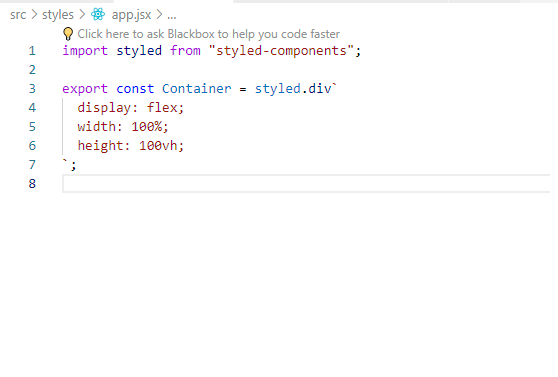 src > styles > app.jsx > ...
Click here to ask Blackbox to help you code faster
1 import styled from "styled-components";
2
3 export const Container = styled.div`
4 display: flex;
5 width: 100%;
6 height: 100vh;
7 `;
8